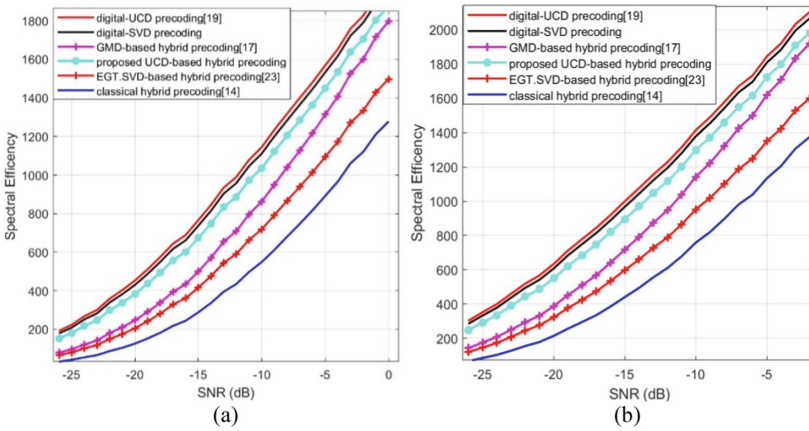 digital-UCD precoding[19]
digital-SVD precoding
GMD-based hybrid precoding[17]
proposed UCD-based hybrid precoding
EGT.SVD-based hybrid precoding[23]
classical hybrid precoding[14]
Spectral Efficency
1800
1600
1400
1200
1000
800
600
400
200
-25
-20
-15
-10
-5
0
SNR (dB)
(a)
digital-UCD precoding[19]
digital-SVD precoding
GMD-based hybrid precoding[17]
proposed UCD-based hybrid precoding
EGT.SVD-based hybrid precoding[23]
classical hybrid precoding[14]
Spectral Efficency
2000
1800
1600
1400
1200
1000
800
600
400
200
-25
-20
-15
-10
-5
SNR (dB)
(b)